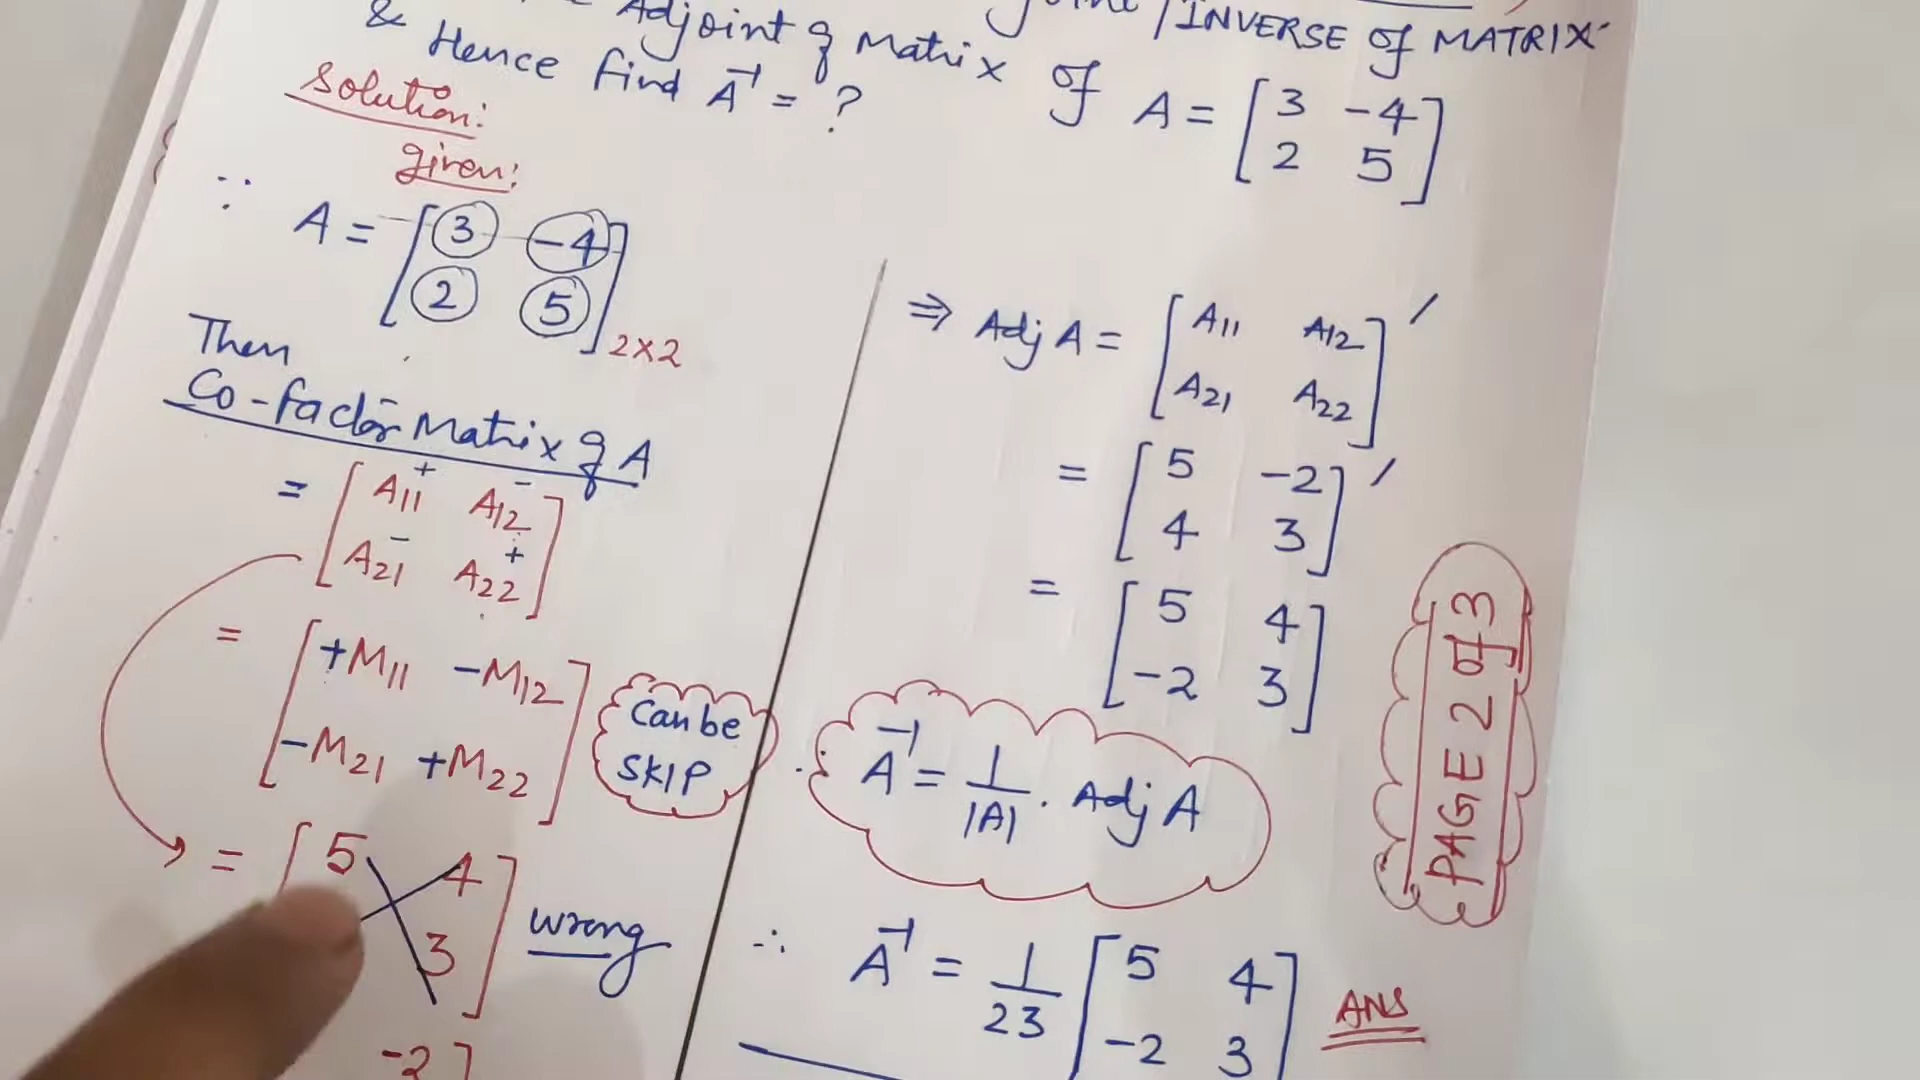 /INVERSE of MATRIX
Adjoint of Matrix of A = [3 -4
2 5]
& Hence find A⁻¹ = ?
Solution:
given:
∵ A = [3 -4
2 5] 2x2
Then
Co-factor Matrix of A
= [A11⁺ A12⁻
A21⁻ A22⁺]
= [+M11 -M12
-M21 +M22]
Can be
SKIP
= [5 4
3] wrong
-2]
⇒ Adj A = [A11 A12
A21 A22]′
= [5 -2
4 3]′
= [5 4
-2 3]
A⁻¹ = 1/|A| . Adj A
∴ A⁻¹ = 1/23 [5 4
-2 3] ANS
PAGE 2 of 3